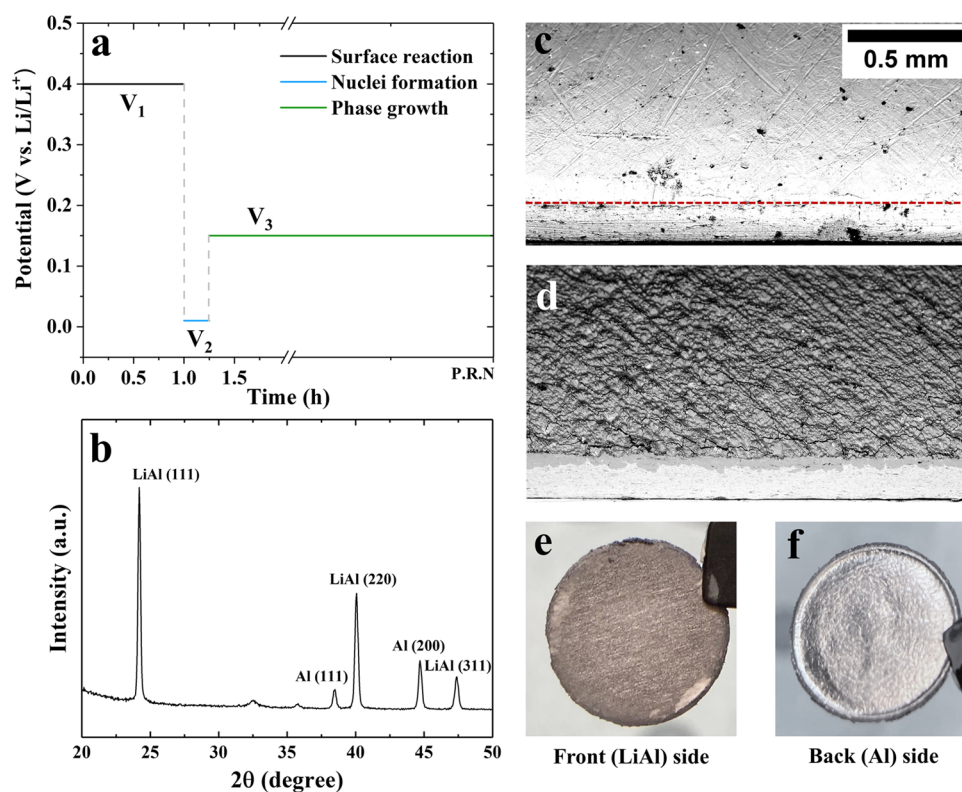 a
Surface reaction
Nuclei formation
Phase growth
V1
V2
V3
Potential (V vs. Li/Li⁺)
0.5
0.4
0.3
0.2
0.1
0.0
0.0
1.0
1.5
P.R.N
Time (h)
b
LiAl (111)
LiAl (220)
Al (111)
Al (200)
LiAl (311)
Intensity (a.u.)
20
25
30
35
40
45
50
2θ (degree)
c
0.5 mm
d
e
f
Front (LiAl) side
Back (Al) side